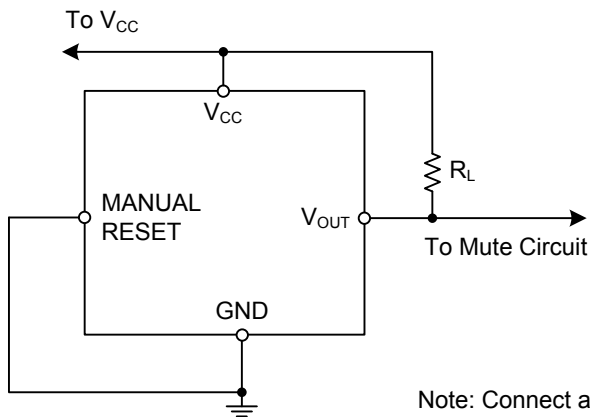 To VCC
VCC
RL
MANUAL
RESET
VOUT
To Mute Circuit
GND
Note: Connect a